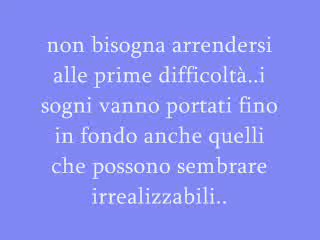 non bisogna arrendersi
alle prime difficoltà..i
sogni vanno portati fino
in fondo anche quelli
che possono sembrare
irrealizzabili..